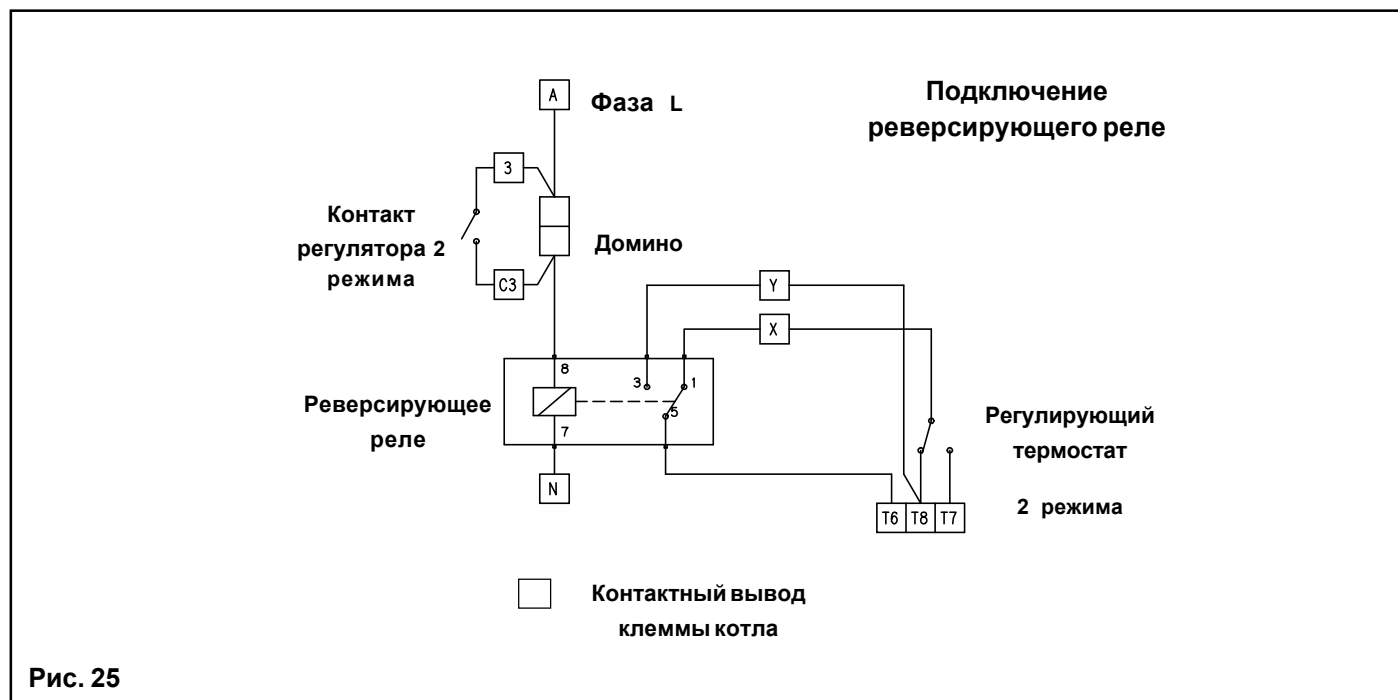 A
Фаза L
Подключение
реверсирующего реле
3
Контакт
регулятора 2
режима
Домино
C3
Y
X
8
3
1
5
7
Реверсирующее
реле
N
Регулирующий
термостат
2 режима
T6 T8 T7
Контактный вывод
клеммы котла
Рис. 25